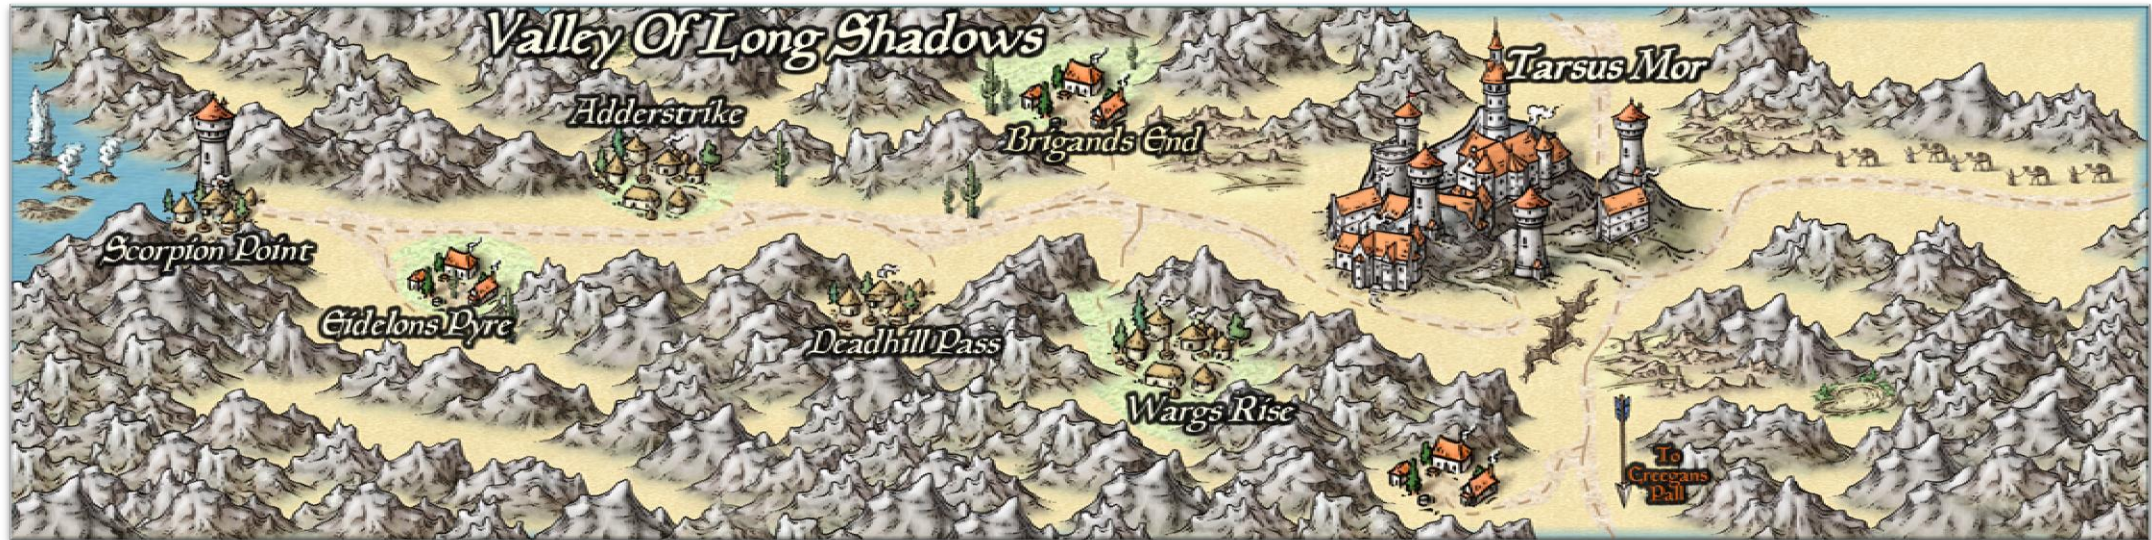 Valley Of Long Shadows
Tarsus Mor
Adderstrike
Brigands End
Scorpion Point
Eidelons Pyre
Deadhill Pass
Wargs Rise
To
Creegans
Pall